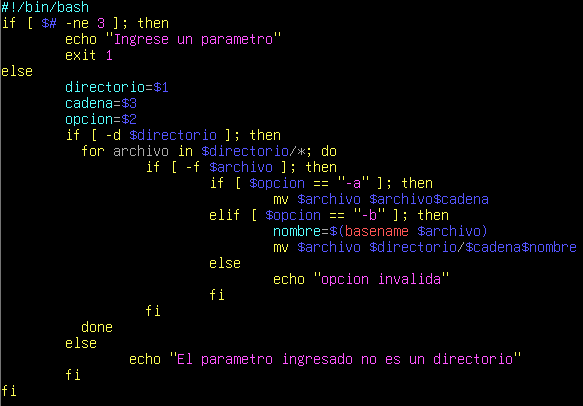 #!/bin/bash
if [ $# -ne 3 ]; then
        echo "Ingrese un parametro"
        exit 1
else
        directorio=$1
        cadena=$3
        opcion=$2
        if [ -d $directorio ]; then
          for archivo in $directorio/*; do
                  if [ -f $archivo ]; then
                          if [ $opcion == "-a" ]; then
                                  mv $archivo $archivo$cadena
                          elif [ $opcion == "-b" ]; then
                                  nombre=$(basename $archivo)
                                  mv $archivo $directorio/$cadena$nombre
                          else
                                  echo "opcion invalida"
                          fi
                  fi
          done
        else
                echo "El parametro ingresado no es un directorio"
        fi
fi